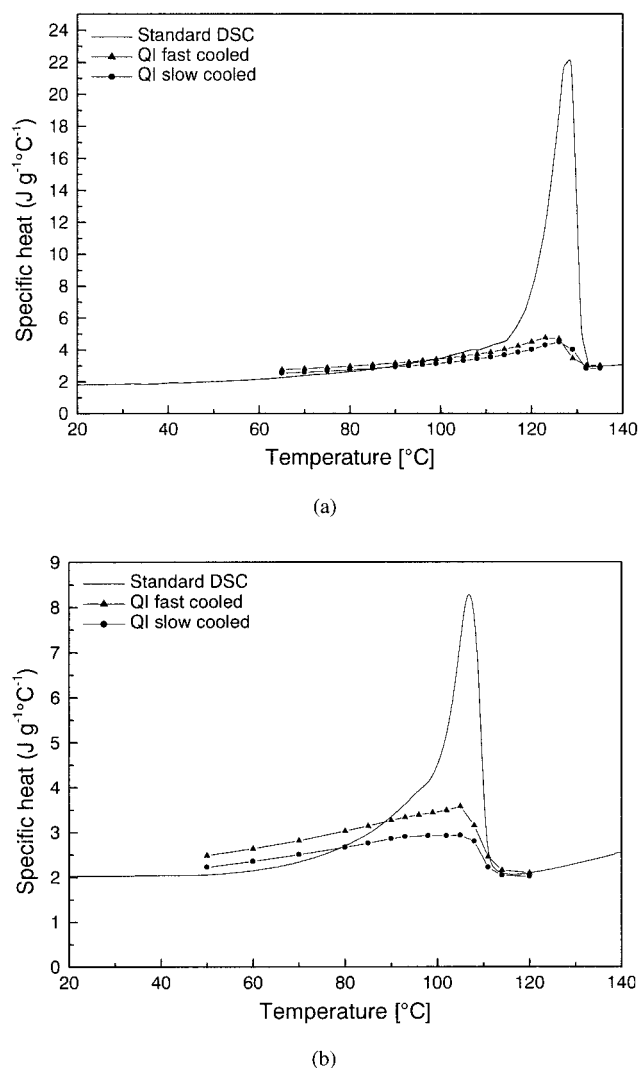 Standard DSC
QI fast cooled
QI slow cooled
24
22
20
18
16
14
12
10
8
6
4
2
0
Specific heat (J g⁻¹°C⁻¹)
20 40 60 80 100 120 140
Temperature [°C]
(a)
Standard DSC
QI fast cooled
QI slow cooled
9
8
7
6
5
4
3
2
1
0
Specific heat (J g⁻¹°C⁻¹)
20 40 60 80 100 120 140
Temperature [°C]
(b)